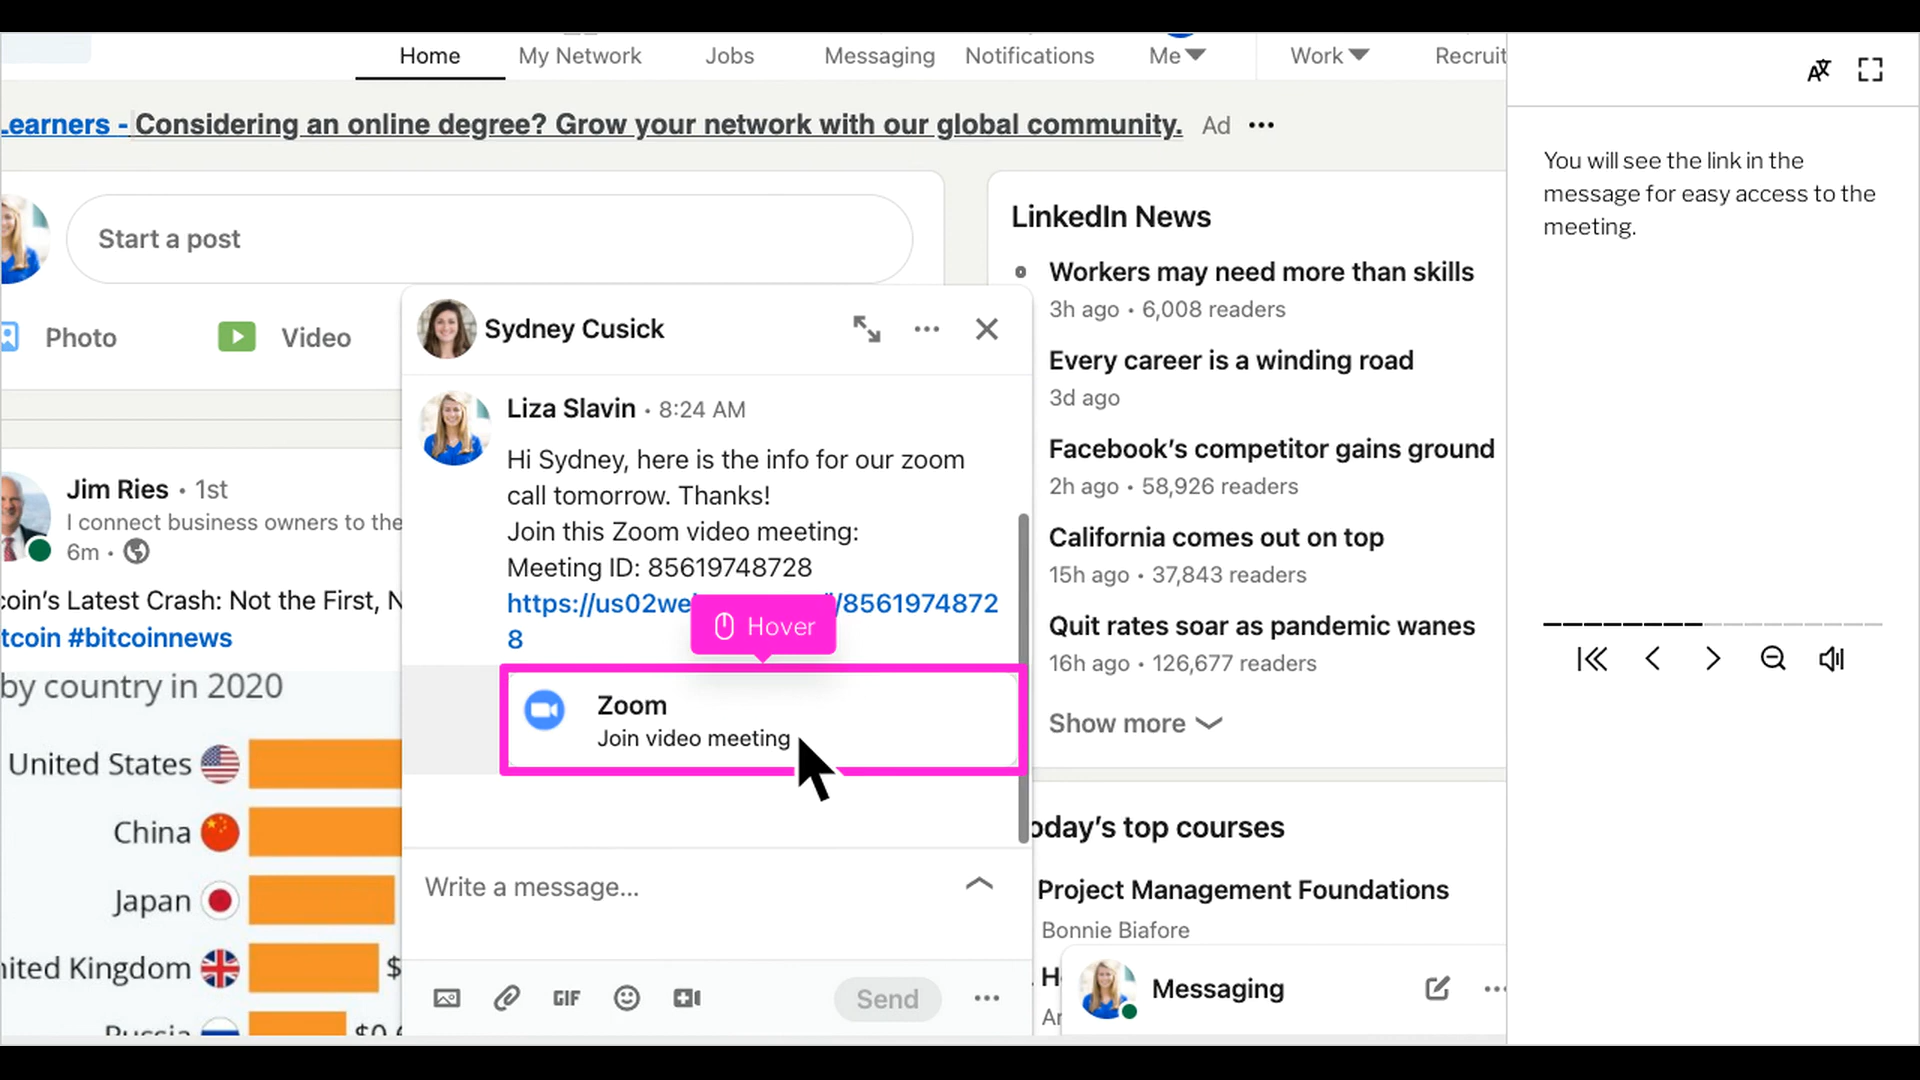 Home My Network Jobs Messaging Notifications Me Work Recruit
Learners - Considering an online degree? Grow your network with our global community. Ad
Start a post
Photo Video
Jim Ries • 1st
I connect business owners to the
6m •
coin's Latest Crash: Not the First, N
tcoin #bitcoinnews
by country in 2020
United States
China
Japan
nited Kingdom $
Russia $0.6
Sydney Cusick
Liza Slavin • 8:24 AM
Hi Sydney, here is the info for our zoom
call tomorrow. Thanks!
Join this Zoom video meeting:
Meeting ID: 85619748728
https://us02we /8561974872
8
Hover
Zoom
Join video meeting
Write a message...
GIF Send
LinkedIn News
Workers may need more than skills
3h ago • 6,008 readers
Every career is a winding road
3d ago
Facebook's competitor gains ground
2h ago • 58,926 readers
California comes out on top
15h ago • 37,843 readers
Quit rates soar as pandemic wanes
16h ago • 126,677 readers
Show more
oday's top courses
Project Management Foundations
Bonnie Biafore
Messaging
You will see the link in the
message for easy access to the
meeting.